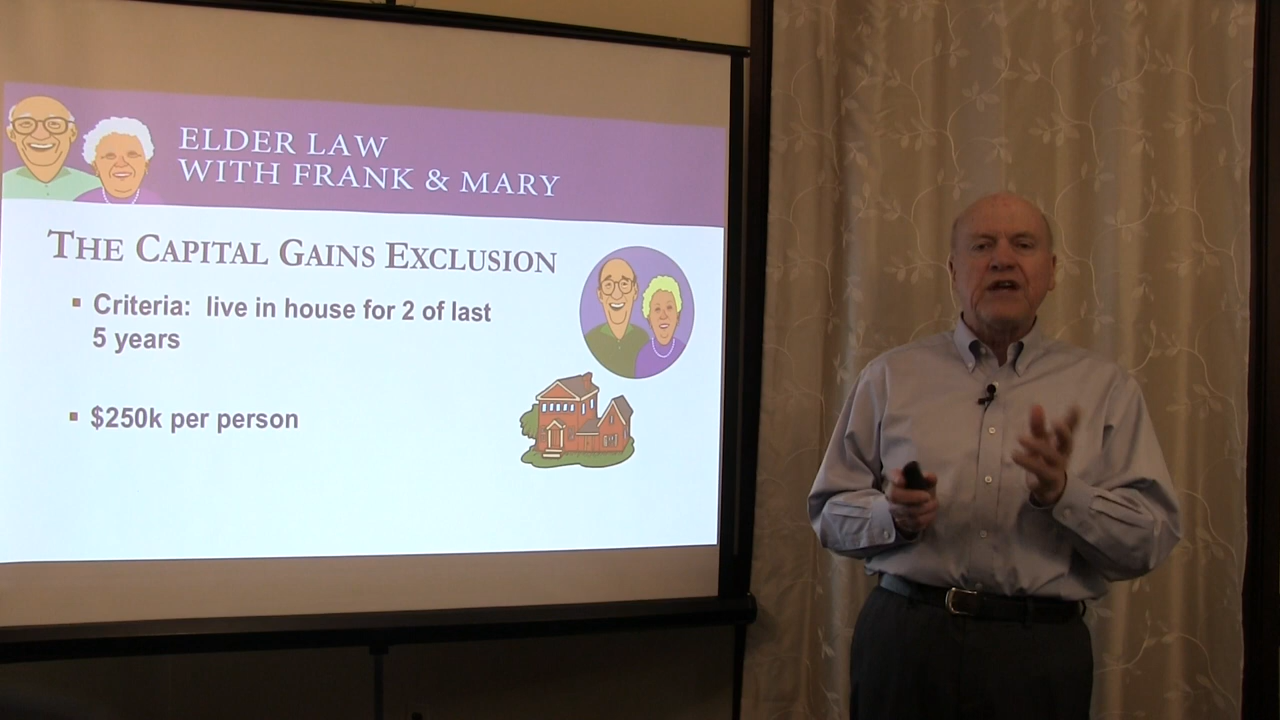 ELDER LAW
WITH FRANK & MARY
THE CAPITAL GAINS EXCLUSION
▪ Criteria: live in house for 2 of last
5 years
▪ $250k per person